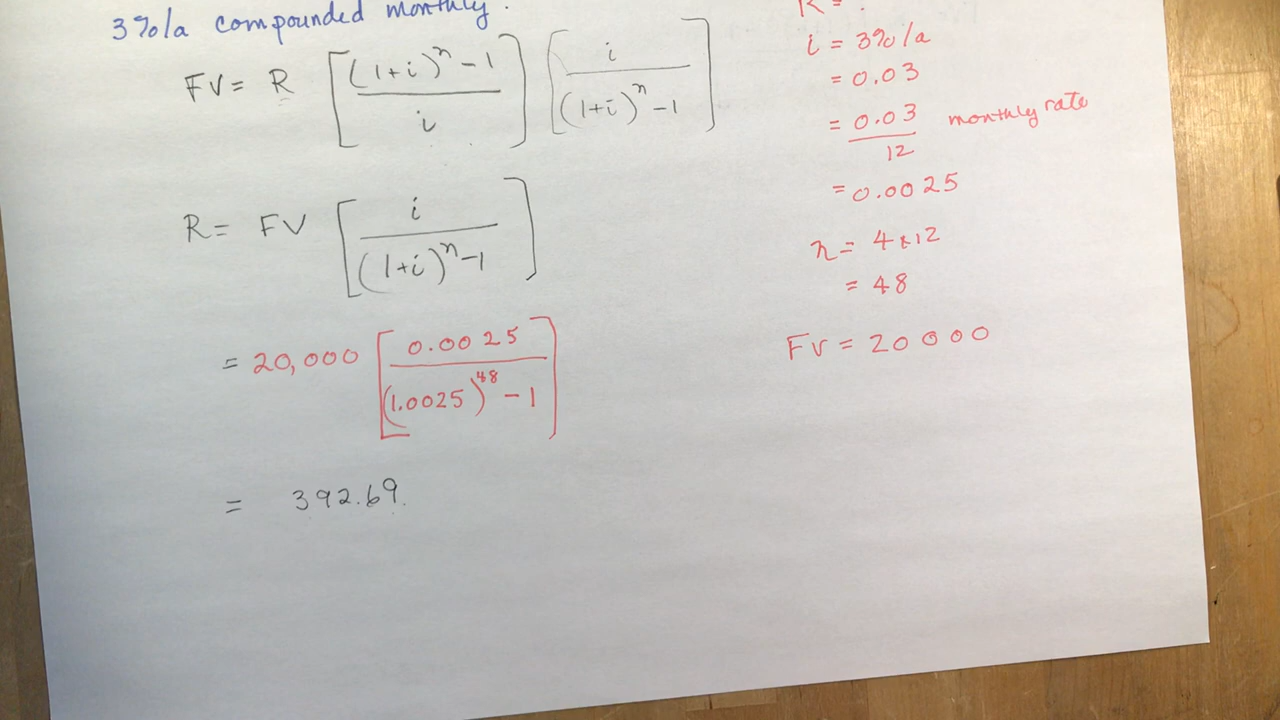 3%/a compounded monthly.
FV = R [ ((1+i)^n - 1) / i ] [ i / ((1+i)^n - 1) ]
R = FV [ i / ((1+i)^n - 1) ]
= 20,000 [ 0.0025 / ((1.0025)^48 - 1) ]
= 392.69.
R = ?
i = 3%/a
= 0.03
= 0.03 / 12 monthly rate
= 0.0025
n = 4×12
= 48
FV = 20000